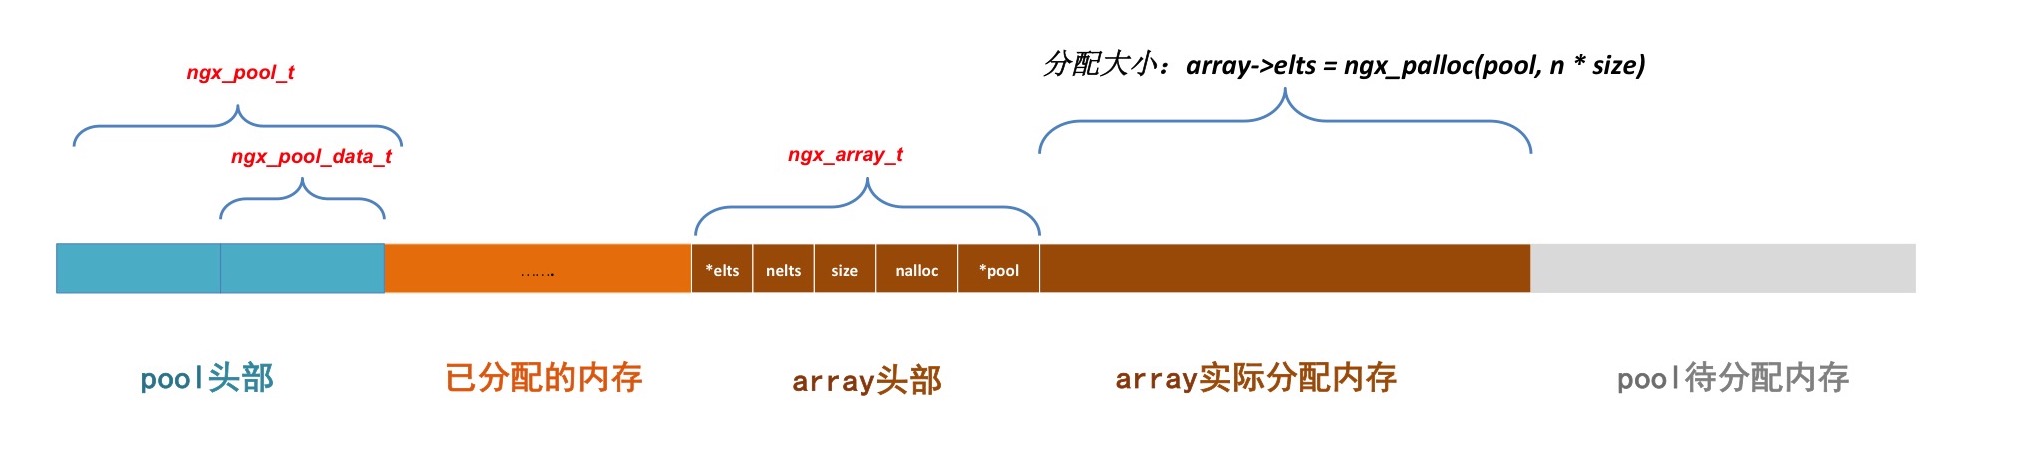 分配大小：array->elts = ngx_palloc(pool, n * size)
ngx_pool_t
ngx_pool_data_t
ngx_array_t
…….
*elts nelts size nalloc *pool
pool头部 已分配的内存 array头部 array实际分配内存 pool待分配内存